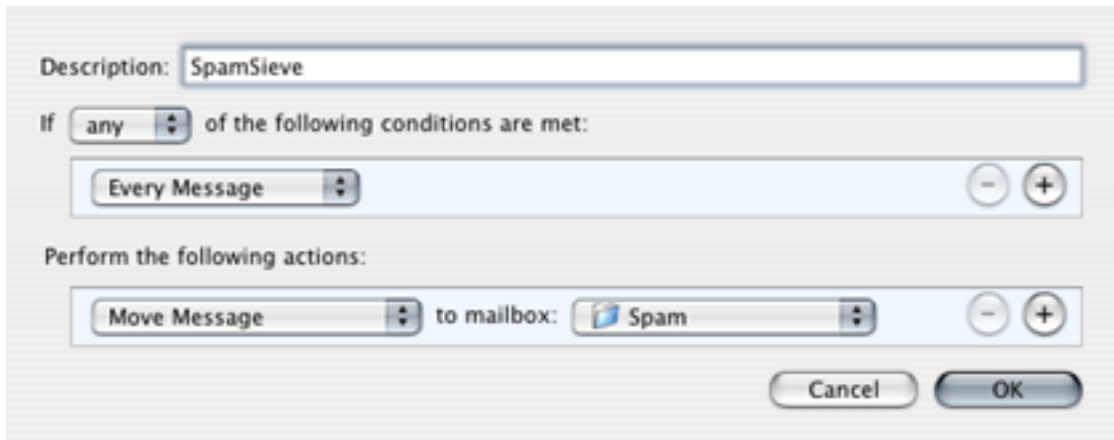 Description: SpamSieve
If any of the following conditions are met:
Every Message
Perform the following actions:
Move Message to mailbox: Spam
Cancel OK